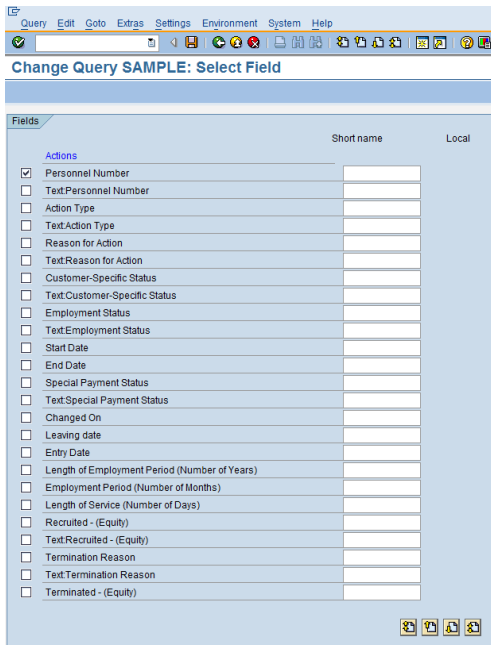 Query Edit Goto Extras Settings Environment System Help
Change Query SAMPLE: Select Field
Fields
Short name Local
Actions
Personnel Number
Text:Personnel Number
Action Type
Text:Action Type
Reason for Action
Text:Reason for Action
Customer-Specific Status
Text:Customer-Specific Status
Employment Status
Text:Employment Status
Start Date
End Date
Special Payment Status
Text:Special Payment Status
Changed On
Leaving date
Entry Date
Length of Employment Period (Number of Years)
Employment Period (Number of Months)
Length of Service (Number of Days)
Recruited - (Equity)
Text:Recruited - (Equity)
Termination Reason
Text:Termination Reason
Terminated - (Equity)